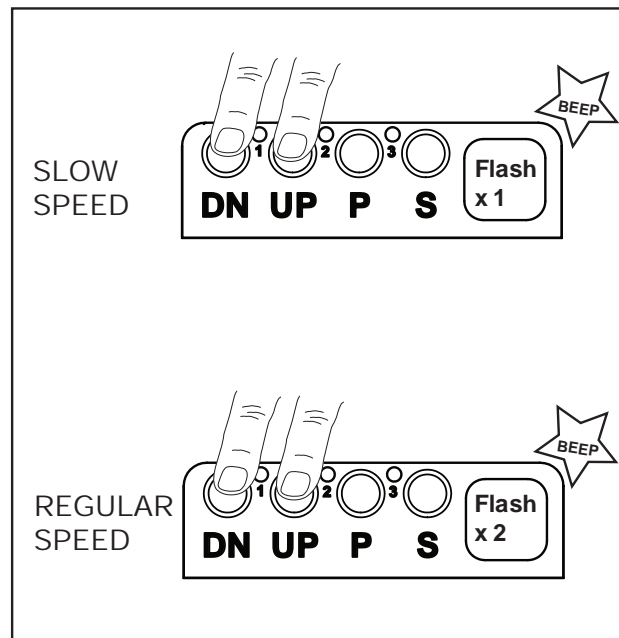 BEEP
1 2 3
SLOW
SPEED
Flash
x 1
DN UP P S
BEEP
1 2 3
REGULAR
SPEED
Flash
x 2
DN UP P S